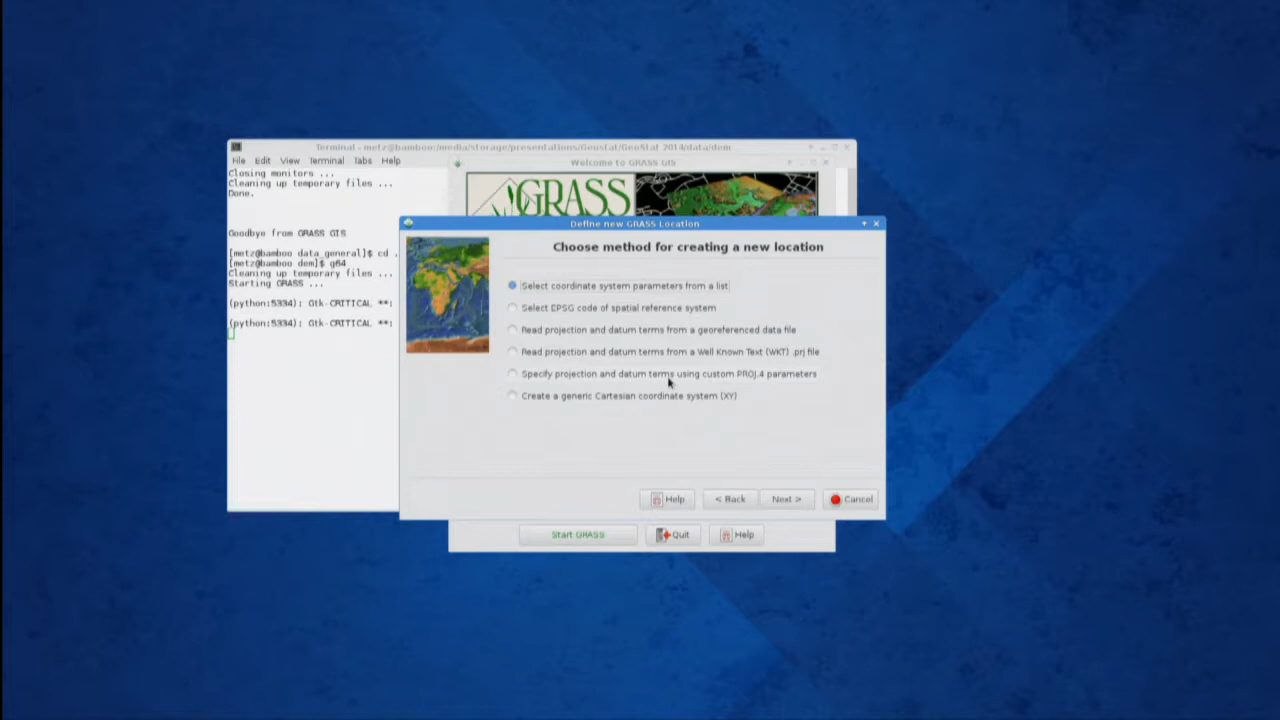 Terminal - metz@bamboo:/media/storage/presentations/Geostat/GeoStat 2014/data/dem
File Edit View Terminal Tabs Help
Welcome to GRASS GIS
Closing monitors ...
Cleaning up temporary files ...
Done.
GRASS
Define new GRASS Location
Goodbye from GRASS GIS
Choose method for creating a new location
[metz@bamboo data_general]$ cd .
[metz@bamboo dem]$ g64
Cleaning up temporary files ...
Starting GRASS ...
(python:5334): Gtk-CRITICAL **:
(python:5334): Gtk-CRITICAL **:
Select coordinate system parameters from a list
Select EPSG code of spatial reference system
Read projection and datum terms from a georeferenced data file
Read projection and datum terms from a Well Known Text (WKT) .prj file
Specify projection and datum terms using custom PROJ.4 parameters
Create a generic Cartesian coordinate system (XY)
Help < Back Next > Cancel
Start GRASS Quit Help